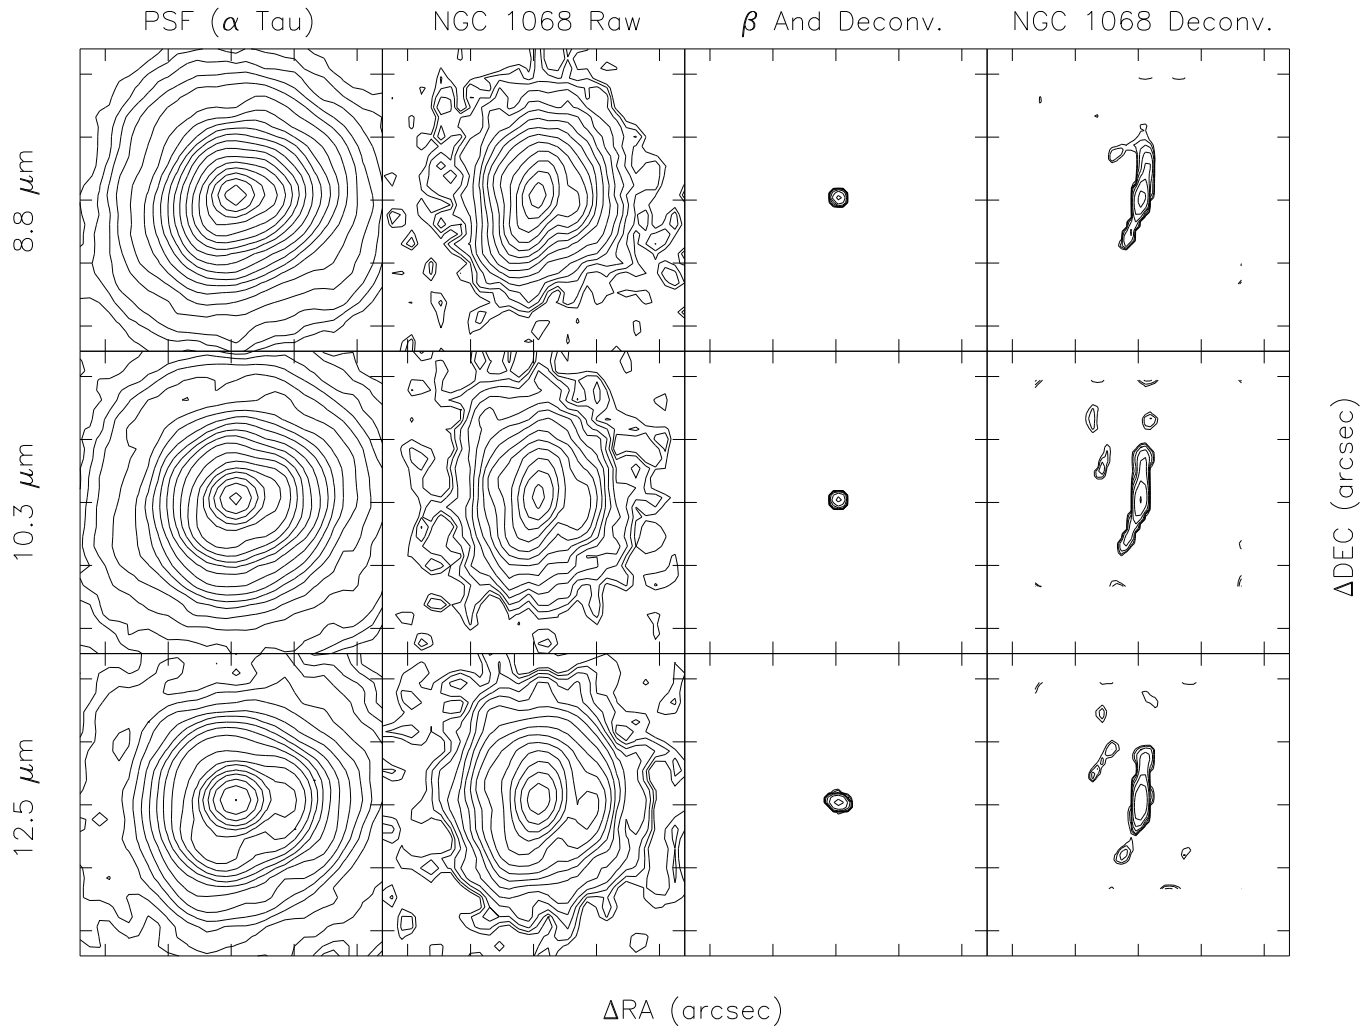 PSF (α Tau)
NGC 1068 Raw
β And Deconv.
NGC 1068 Deconv.
8.8 μm
10.3 μm
12.5 μm
ΔDEC (arcsec)
ΔRA (arcsec)